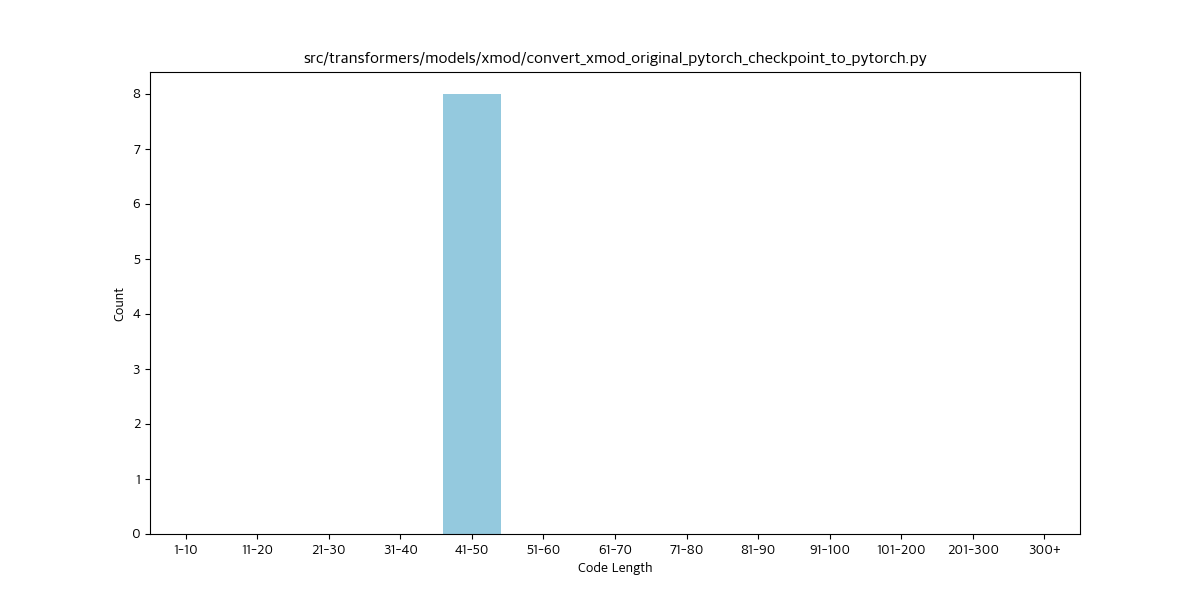 src/transformers/models/xmod/convert_xmod_original_pytorch_checkpoint_to_pytorch.py
8
7
6
5
4
3
2
1
0
Count
1-10 11-20 21-30 31-40 41-50 51-60 61-70 71-80 81-90 91-100 101-200 201-300 300+
Code Length